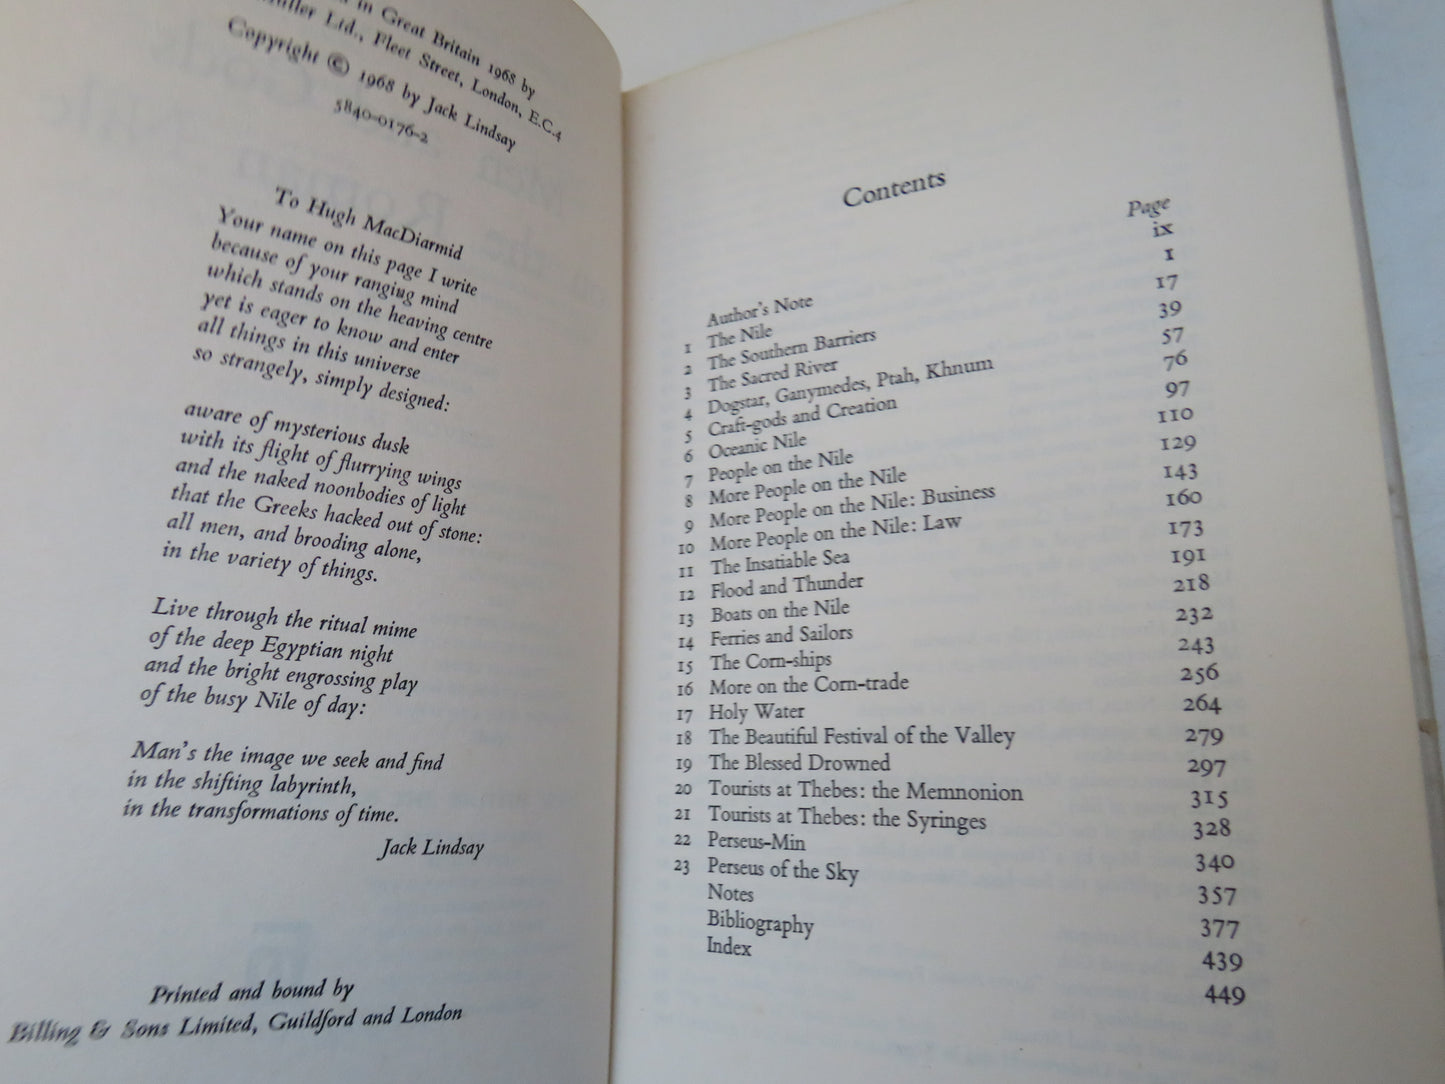 in Great Britain 1968 by
Muller Ltd., Fleet Street, London, E.C.4
Copyright © 1968 by Jack Lindsay
5840-0176-2
To Hugh MacDiarmid
Your name on this page I write
because of your ranging mind
which stands on the heaving centre
yet is eager to know and enter
all things in this universe
so strangely, simply designed:
aware of mysterious dusk
with its flight of flurrying wings
and the naked noonbodies of light
that the Greeks hacked out of stone:
all men, and brooding alone,
in the variety of things.
Live through the ritual mime
of the deep Egyptian night
and the bright engrossing play
of the busy Nile of day:
Man's the image we seek and find
in the shifting labyrinth,
in the transformations of time.
Jack Lindsay
Printed and bound by
Billing & Sons Limited, Guildford and London
Contents
Page
Author's Note ix
1 The Nile 1
2 The Southern Barriers 17
3 The Sacred River 39
4 Dogstar, Ganymedes, Ptah, Khnum 57
5 Craft-gods and Creation 76
6 Oceanic Nile 97
7 People on the Nile 110
8 More People on the Nile 129
9 More People on the Nile: Business 143
10 More People on the Nile: Law 160
11 The Insatiable Sea 173
12 Flood and Thunder 191
13 Boats on the Nile 218
14 Ferries and Sailors 232
15 The Corn-ships 243
16 More on the Corn-trade 256
17 Holy Water 264
18 The Beautiful Festival of the Valley 279
19 The Blessed Drowned 297
20 Tourists at Thebes: the Memnonion 315
21 Tourists at Thebes: the Syringes 328
22 Perseus-Min 340
23 Perseus of the Sky 357
Notes 377
Bibliography 439
Index 449